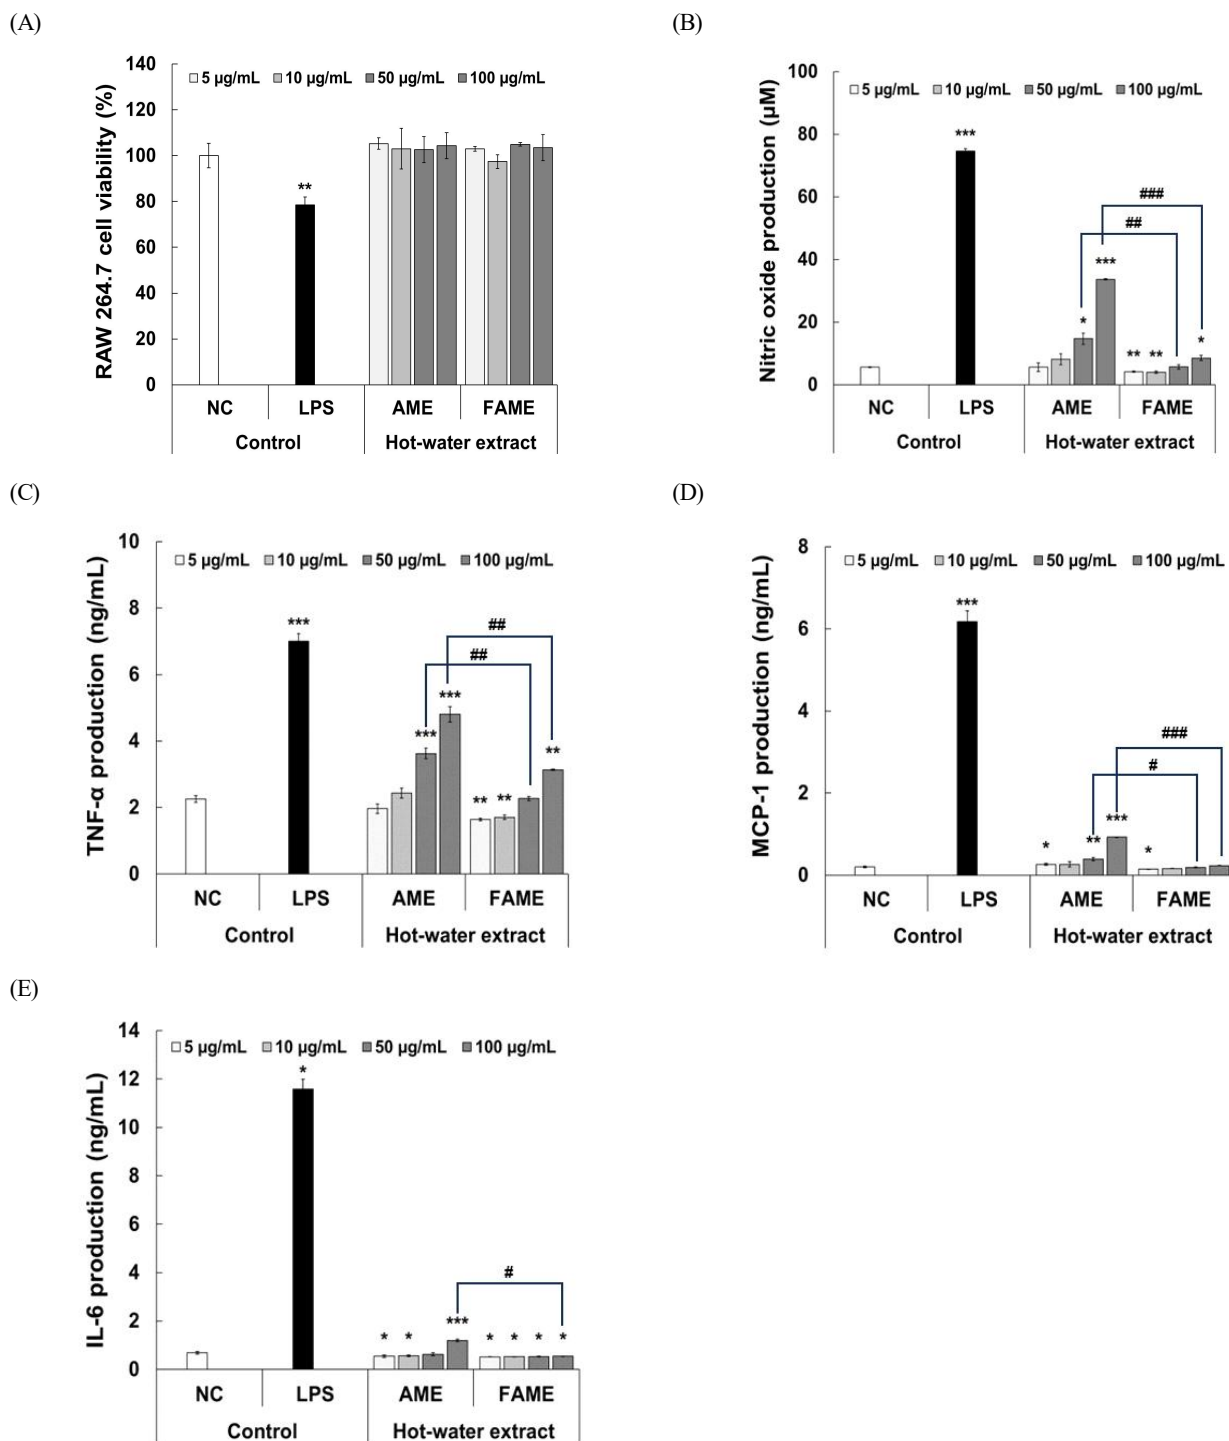 (A)
RAW 264.7 cell viability (%)
140
120
100
80
60
40
20
0
5 µg/mL 10 µg/mL 50 µg/mL 100 µg/mL
**
NC LPS AME FAME
Control Hot-water extract
(B)
Nitric oxide production (µM)
100
80
60
40
20
0
5 µg/mL 10 µg/mL 50 µg/mL 100 µg/mL
***
###
##
***
*
** ** *
NC LPS AME FAME
Control Hot-water extract
(C)
TNF-α production (ng/mL)
10
8
6
4
2
0
5 µg/mL 10 µg/mL 50 µg/mL 100 µg/mL
***
##
##
***
***
**
** **
NC LPS AME FAME
Control Hot-water extract
(D)
MCP-1 production (ng/mL)
8
6
4
2
0
5 µg/mL 10 µg/mL 50 µg/mL 100 µg/mL
***
###
#
***
* ** *
NC LPS AME FAME
Control Hot-water extract
(E)
IL-6 production (ng/mL)
14
12
10
8
6
4
2
0
5 µg/mL 10 µg/mL 50 µg/mL 100 µg/mL
*
#
***
* * * * * *
NC LPS AME FAME
Control Hot-water extract